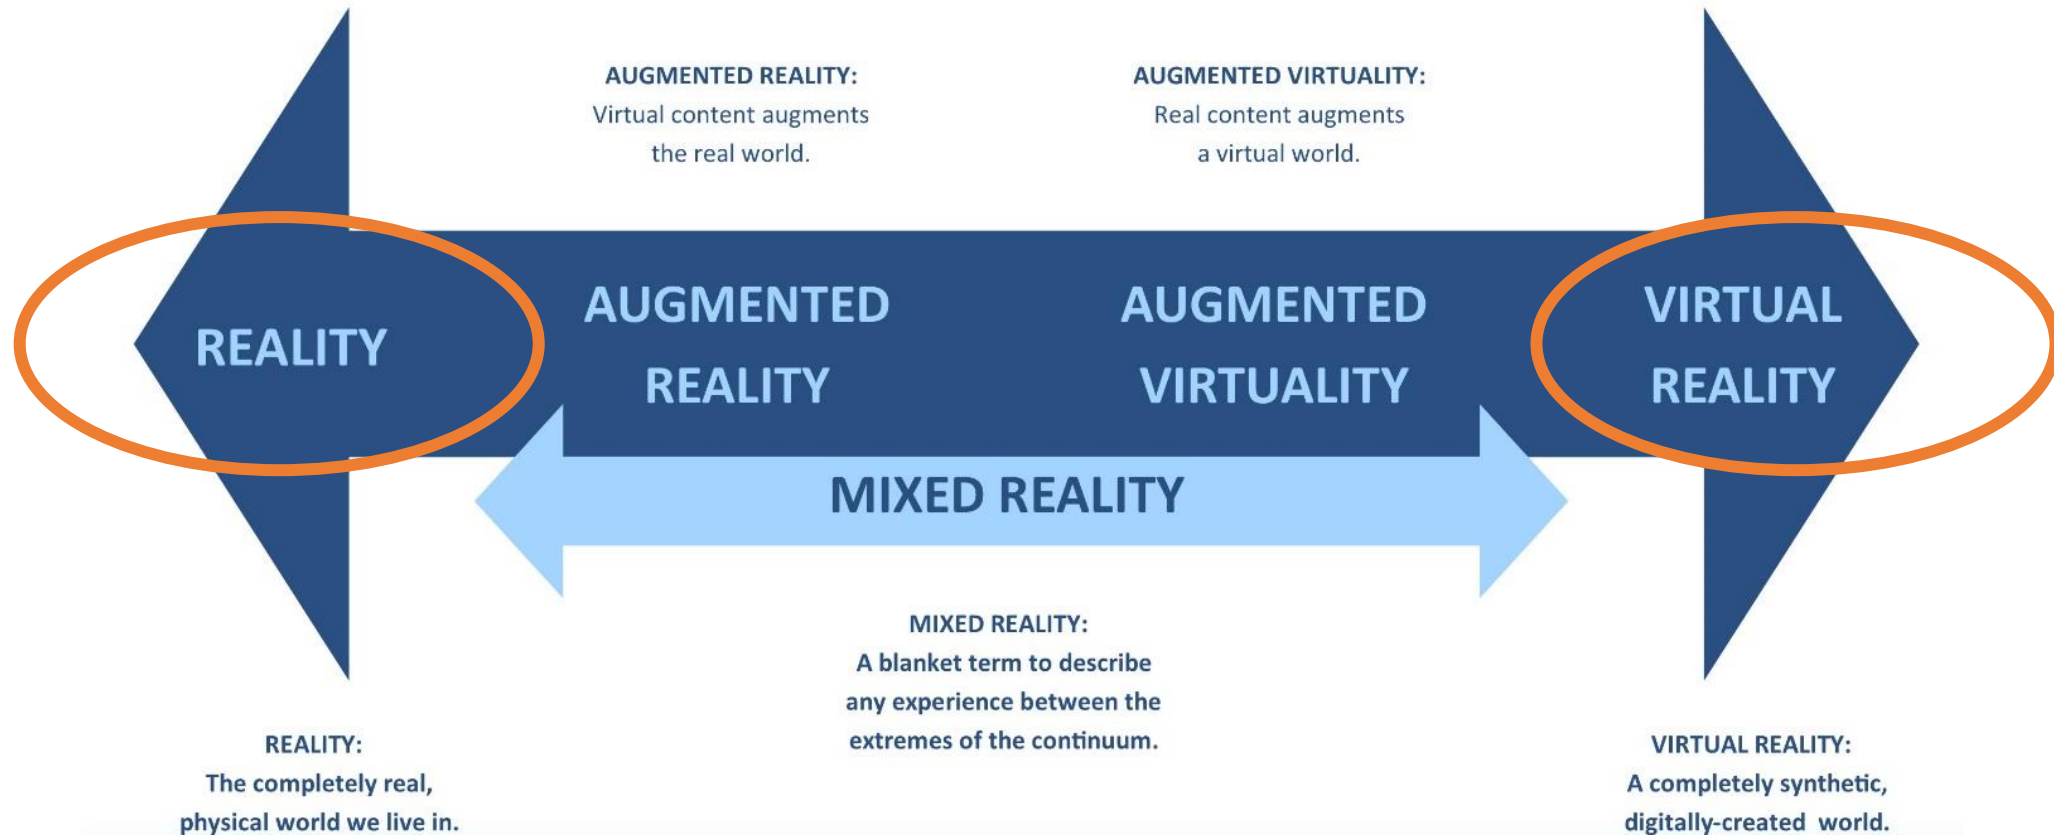 AUGMENTED REALITY:
Virtual content augments
the real world.
AUGMENTED VIRTUALITY:
Real content augments
a virtual world.
REALITY
AUGMENTED
REALITY
AUGMENTED
VIRTUALITY
VIRTUAL
REALITY
MIXED REALITY
MIXED REALITY:
A blanket term to describe
any experience between the
extremes of the continuum.
REALITY:
The completely real,
physical world we live in.
VIRTUAL REALITY:
A completely synthetic,
digitally-created world.